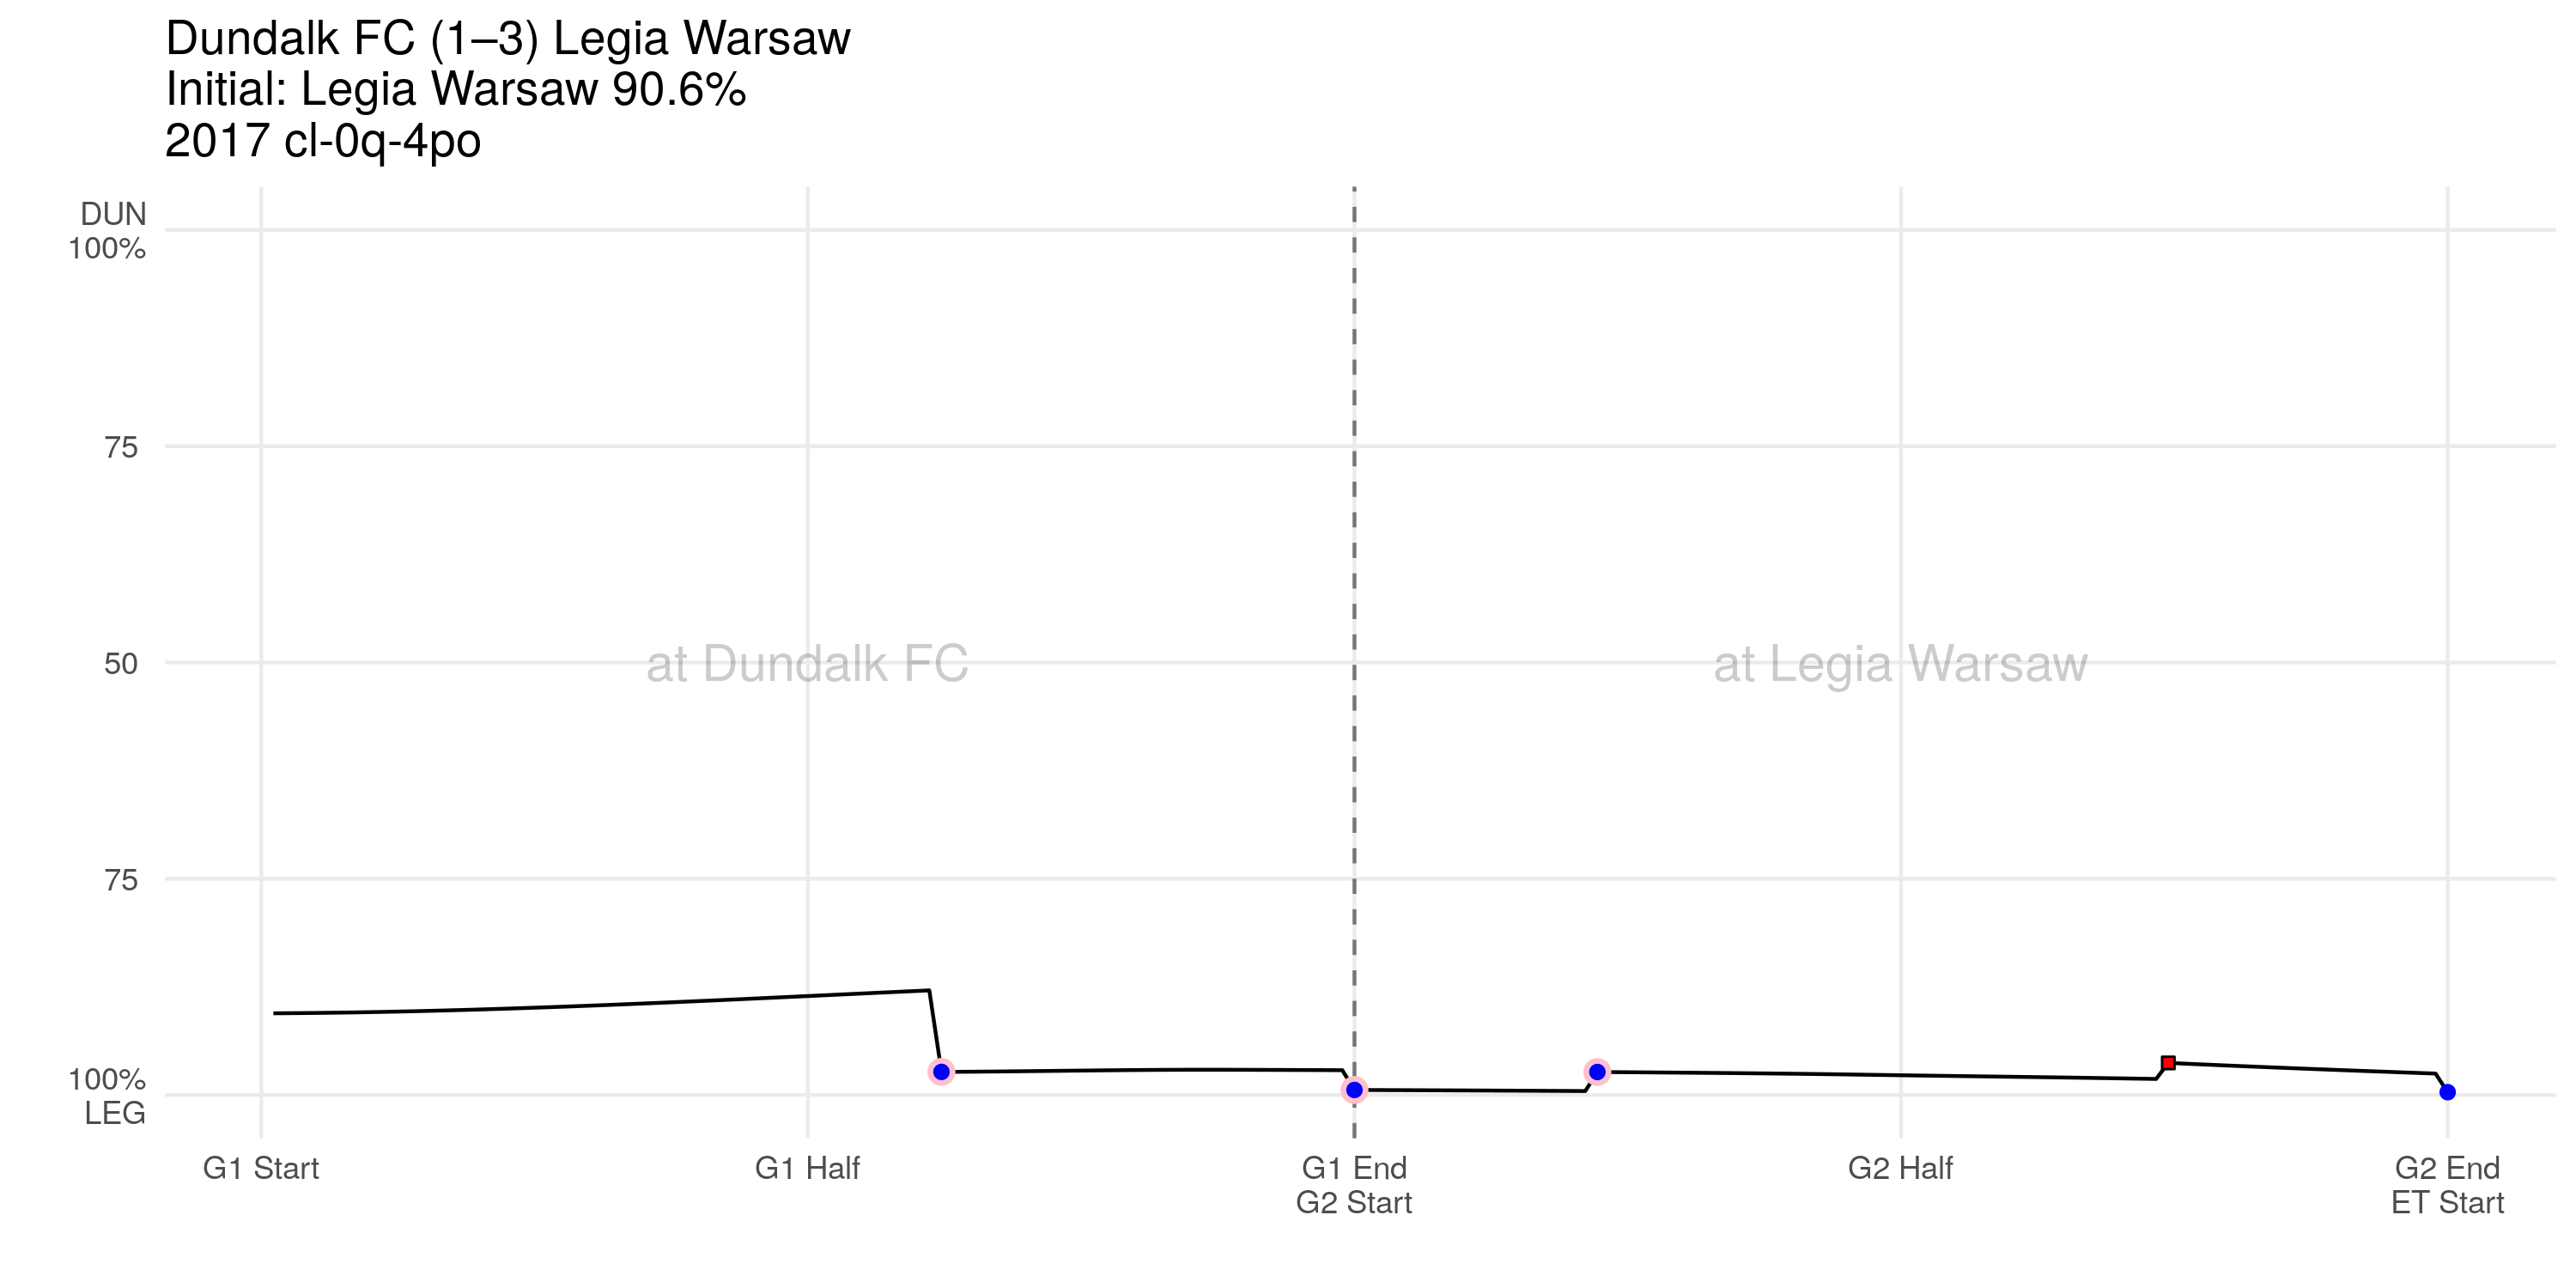 Dundalk FC (1–3) Legia Warsaw
Initial: Legia Warsaw 90.6%
2017 cl-0q-4po
DUN
100%
75
50
at Dundalk FC
at Legia Warsaw
75
100%
LEG
G1 Start
G1 Half
G1 End
G2 Start
G2 Half
G2 End
ET Start